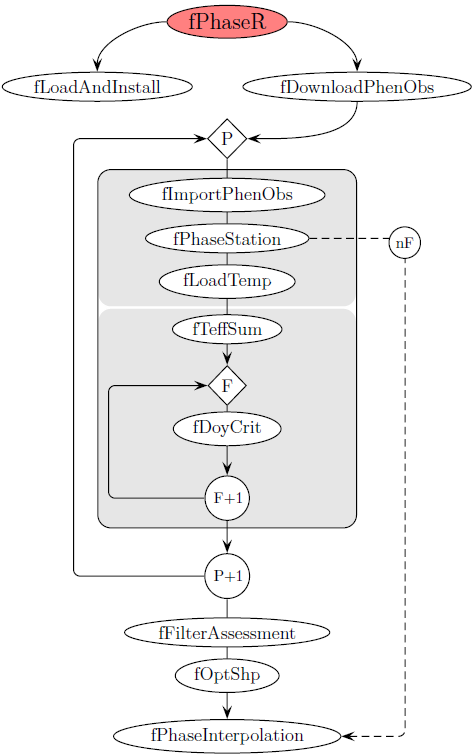 fPhaseR
fLoadAndInstall
fDownloadPhenObs
P
fImportPhenObs
fPhaseStation
nF
fLoadTemp
fTeffSum
F
fDoyCrit
F+1
P+1
fFilterAssessment
fOptShp
fPhaseInterpolation